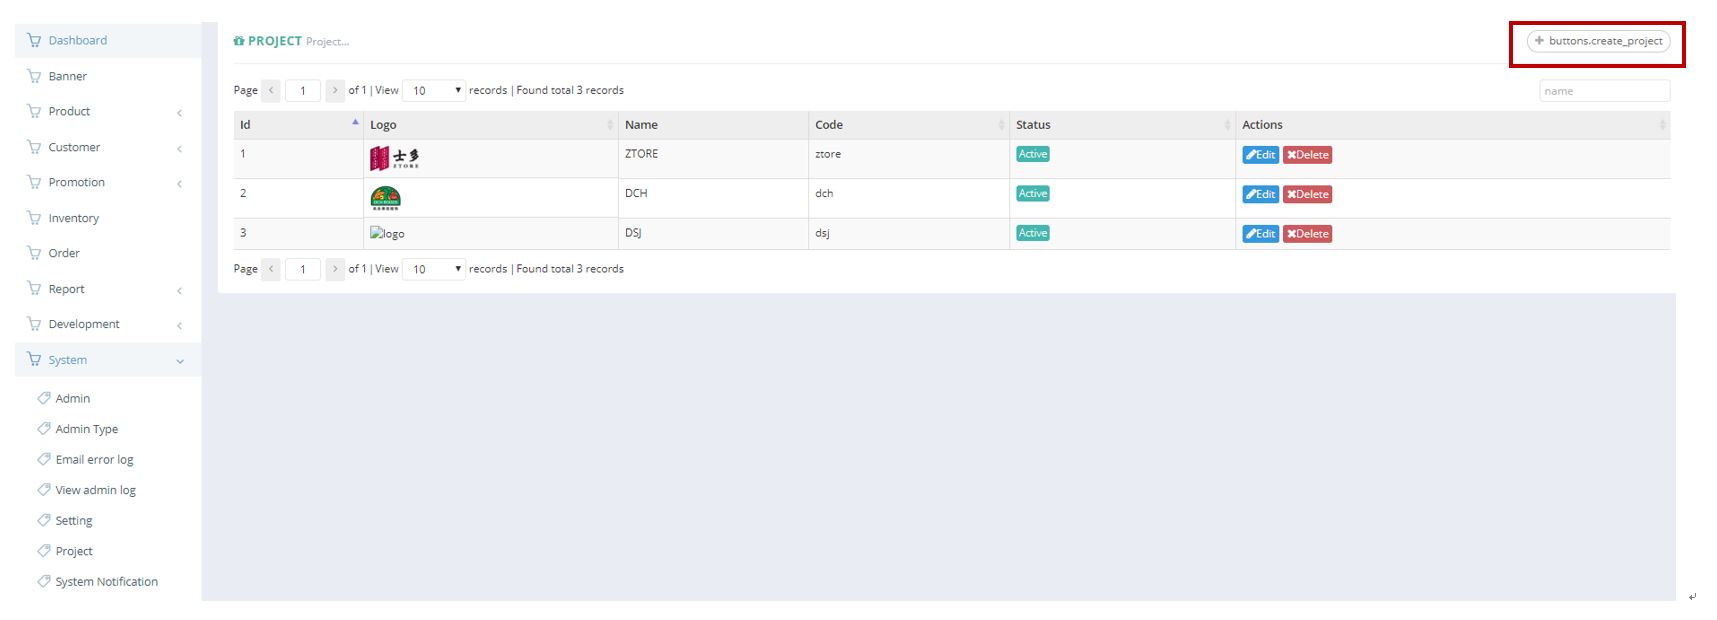 Dashboard
Banner
Product
Customer
Promotion
Inventory
Order
Report
Development
System
Admin
Admin Type
Email error log
View admin log
Setting
Project
System Notification
PROJECT Project...
buttons.create_project
Page 1 of 1 | View 10 records | Found total 3 records
name
Id Logo Name Code Status Actions
1 士多 ZTORE ZTORE ztore Active Edit Delete
2 DCH dch Active Edit Delete
3 logo DSJ dsj Active Edit Delete
Page 1 of 1 | View 10 records | Found total 3 records